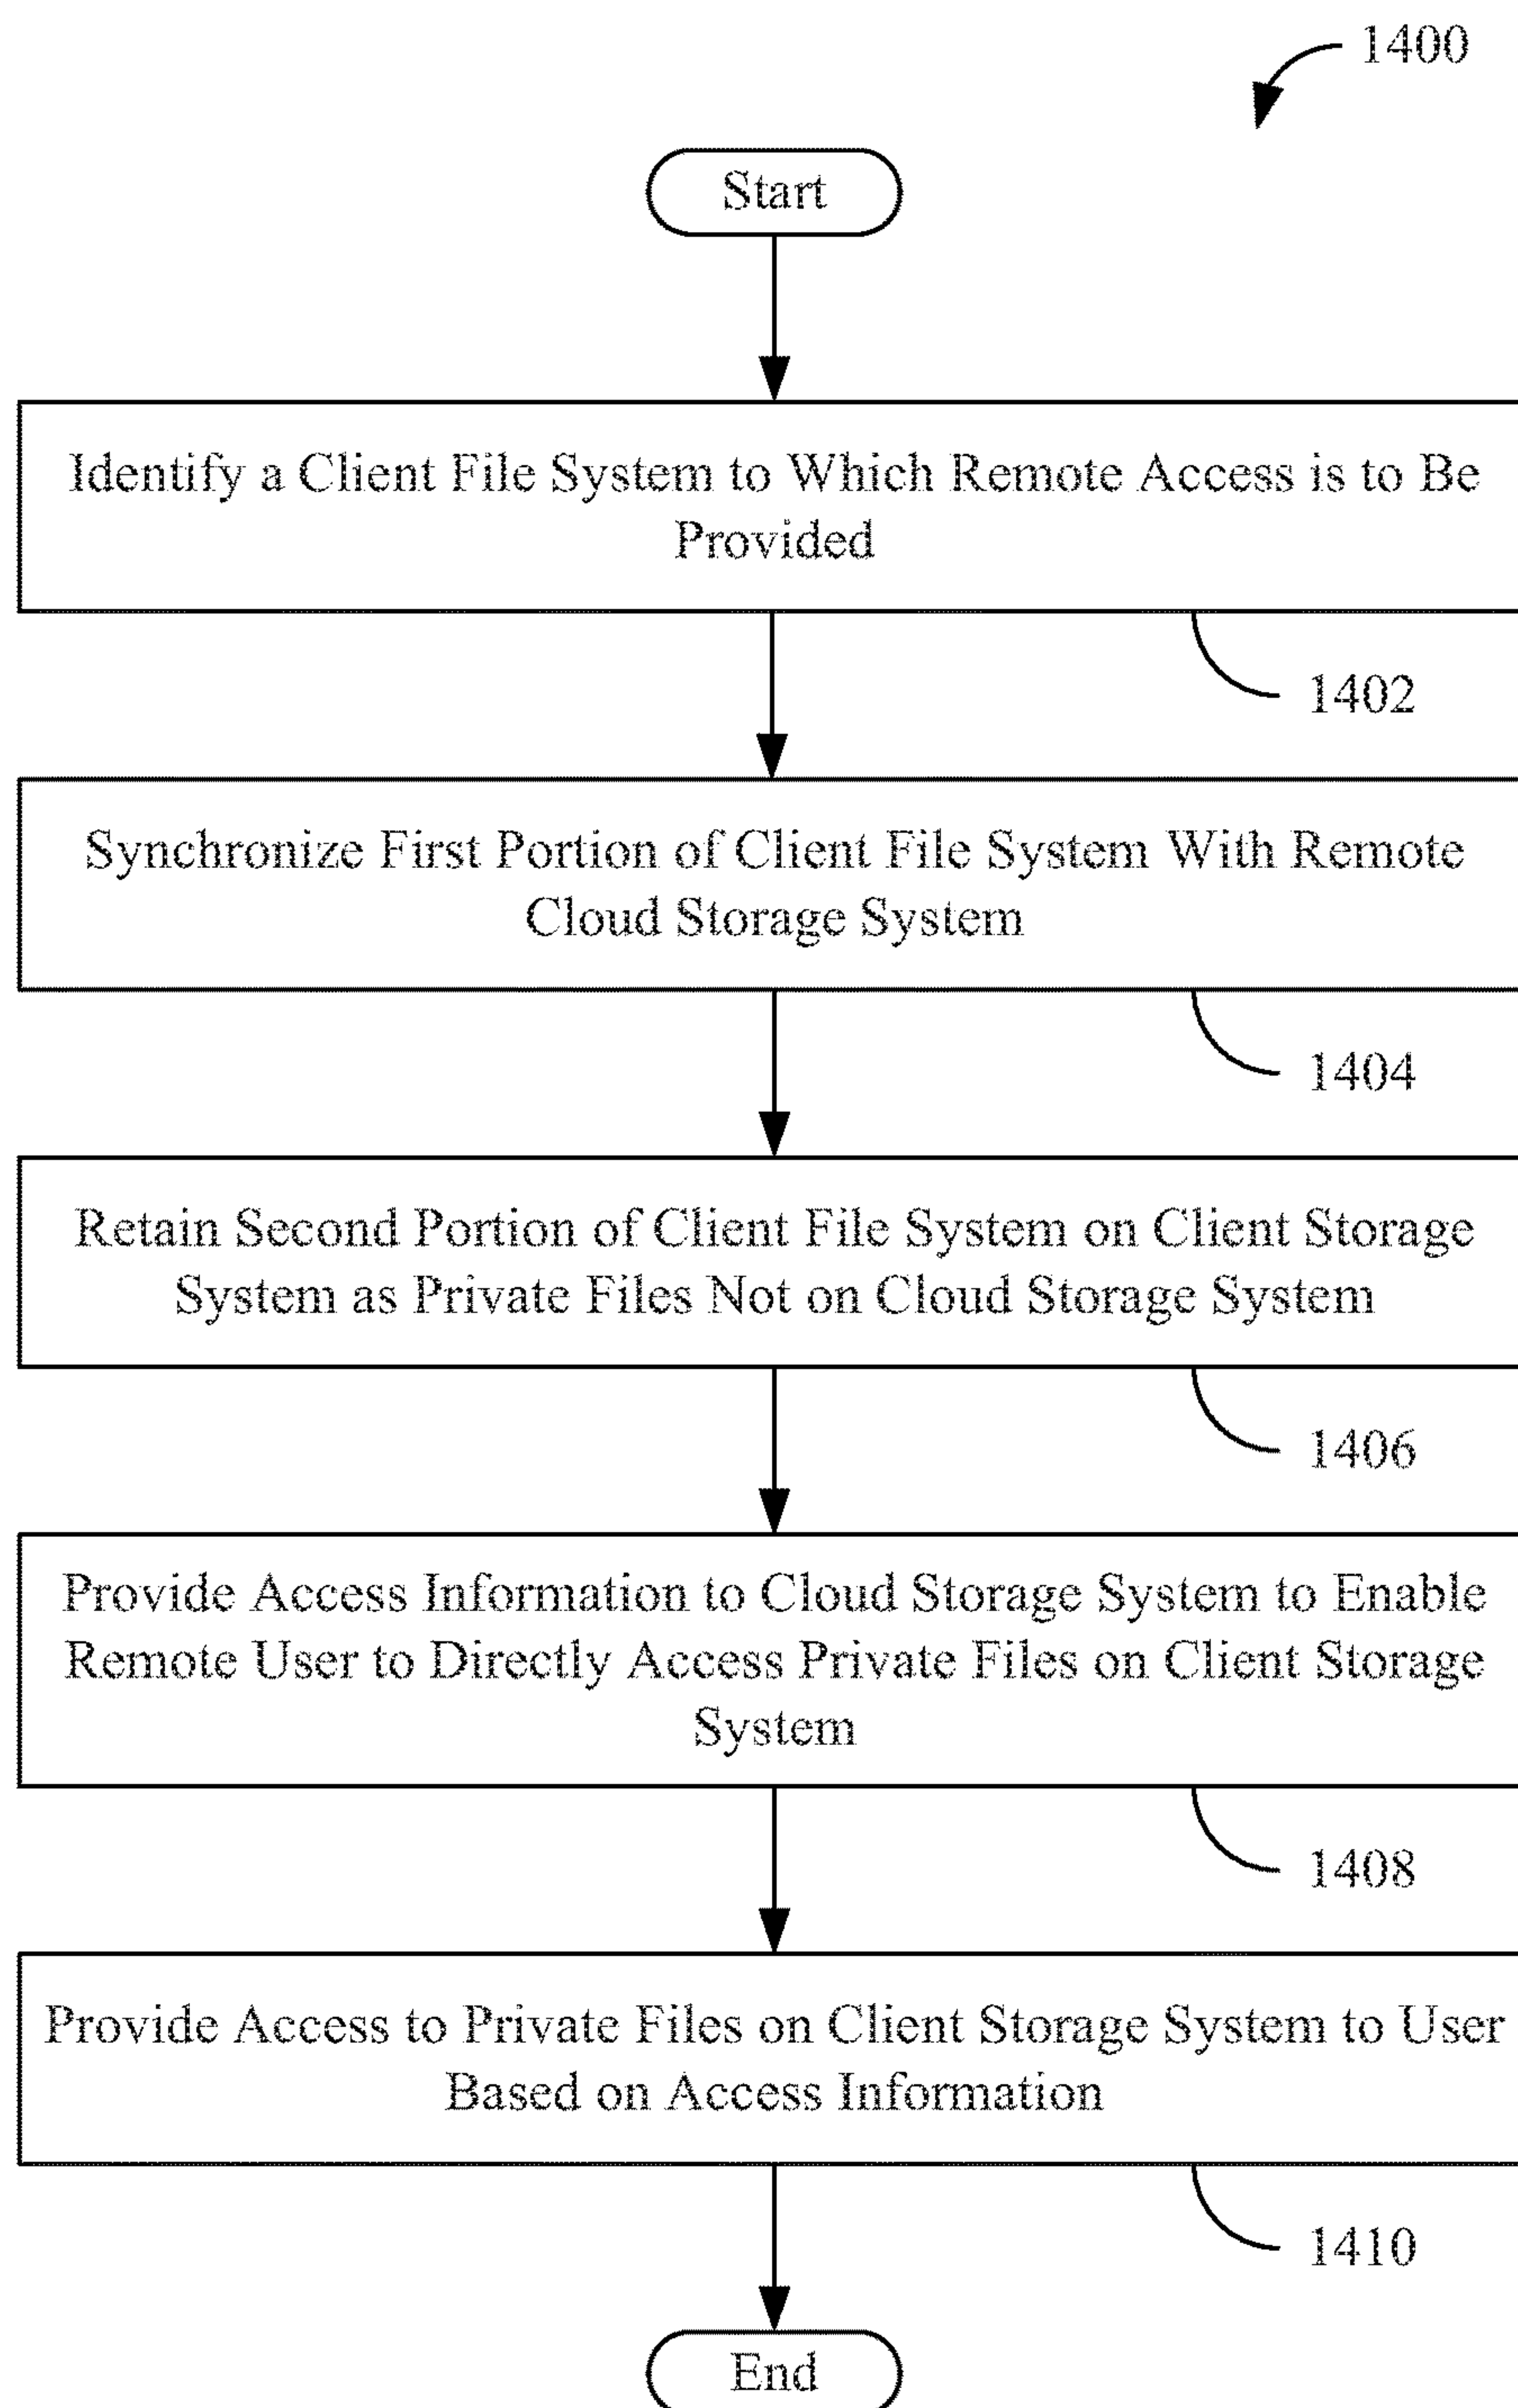 1400
Start
Identify a Client File System to Which Remote Access is to Be
Provided
1402
Synchronize First Portion of Client File System With Remote
Cloud Storage System
1404
Retain Second Portion of Client File System on Client Storage
System as Private Files Not on Cloud Storage System
1406
Provide Access Information to Cloud Storage System to Enable
Remote User to Directly Access Private Files on Client Storage
System
1408
Provide Access to Private Files on Client Storage System to User
Based on Access Information
1410
End